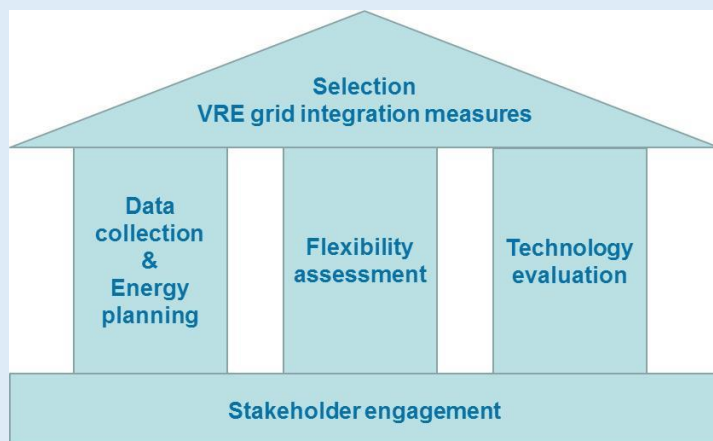 Selection
VRE grid integration measures
Data
collection
&
Energy
planning
Flexibility
assessment
Technology
evaluation
Stakeholder engagement